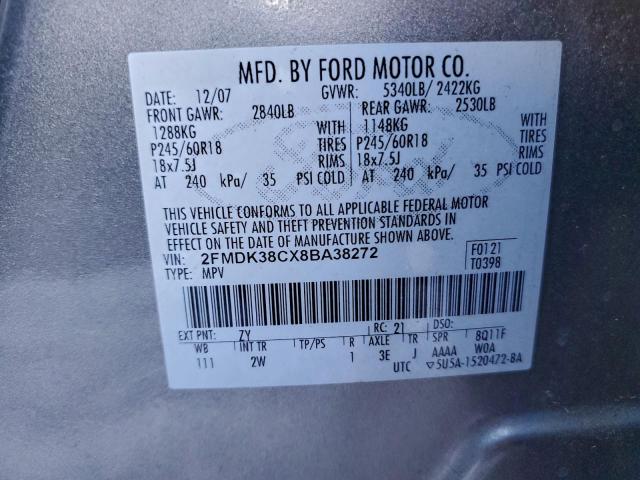 MFD. BY FORD MOTOR CO.
DATE: 12/07 GVWR: 5340LB/ 2422KG
FRONT GAWR: 2840LB REAR GAWR: 2530LB
1288KG WITH 1148KG WITH
P245/60R18 TIRES P245/60R18 TIRES
18x7.5J RIMS 18x7.5J RIMS
AT 240 kPa/ 35 PSI COLD AT 240 kPa/ 35 PSI COLD
THIS VEHICLE CONFORMS TO ALL APPLICABLE FEDERAL MOTOR
VEHICLE SAFETY AND THEFT PREVENTION STANDARDS IN
EFFECT ON THE DATE OF MANUFACTURE SHOWN ABOVE.
VIN: 2FMDK38CX8BA38272 F0121
TYPE: MPV T0398
EXT PNT: ZY RC: 21 DSO:
WB INT TR TP/PS R AXLE TR SPR 8Q11F
111 2W 1 3E J AAAA W0A
UTC ▽5U5A-1520472-BA